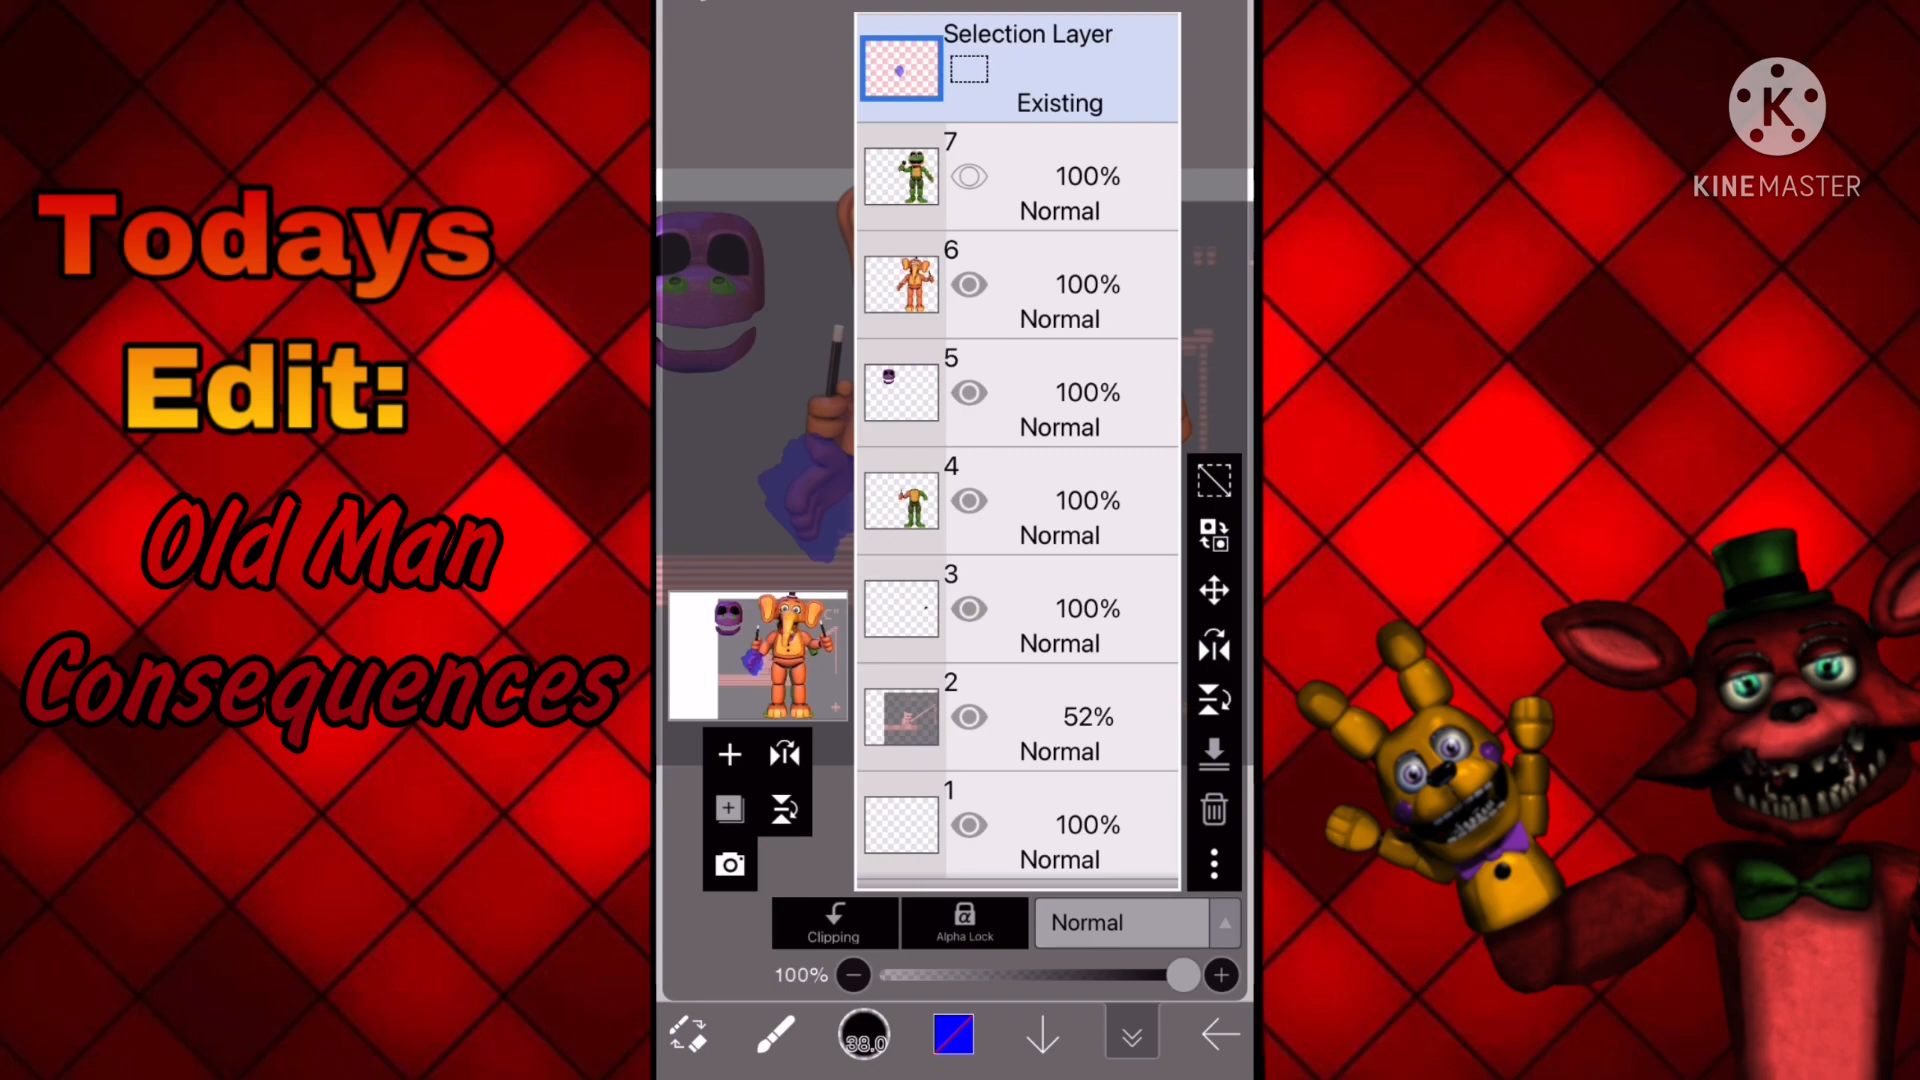 Todays
Edit:
Old Man
Consequences
Selection Layer
Existing
7
100%
Normal
6
100%
Normal
5
100%
Normal
4
100%
Normal
3
100%
Normal
2
52%
Normal
1
100%
Normal
Clipping
α
Alpha Lock
Normal
100%
38.0
K
KINEMASTER